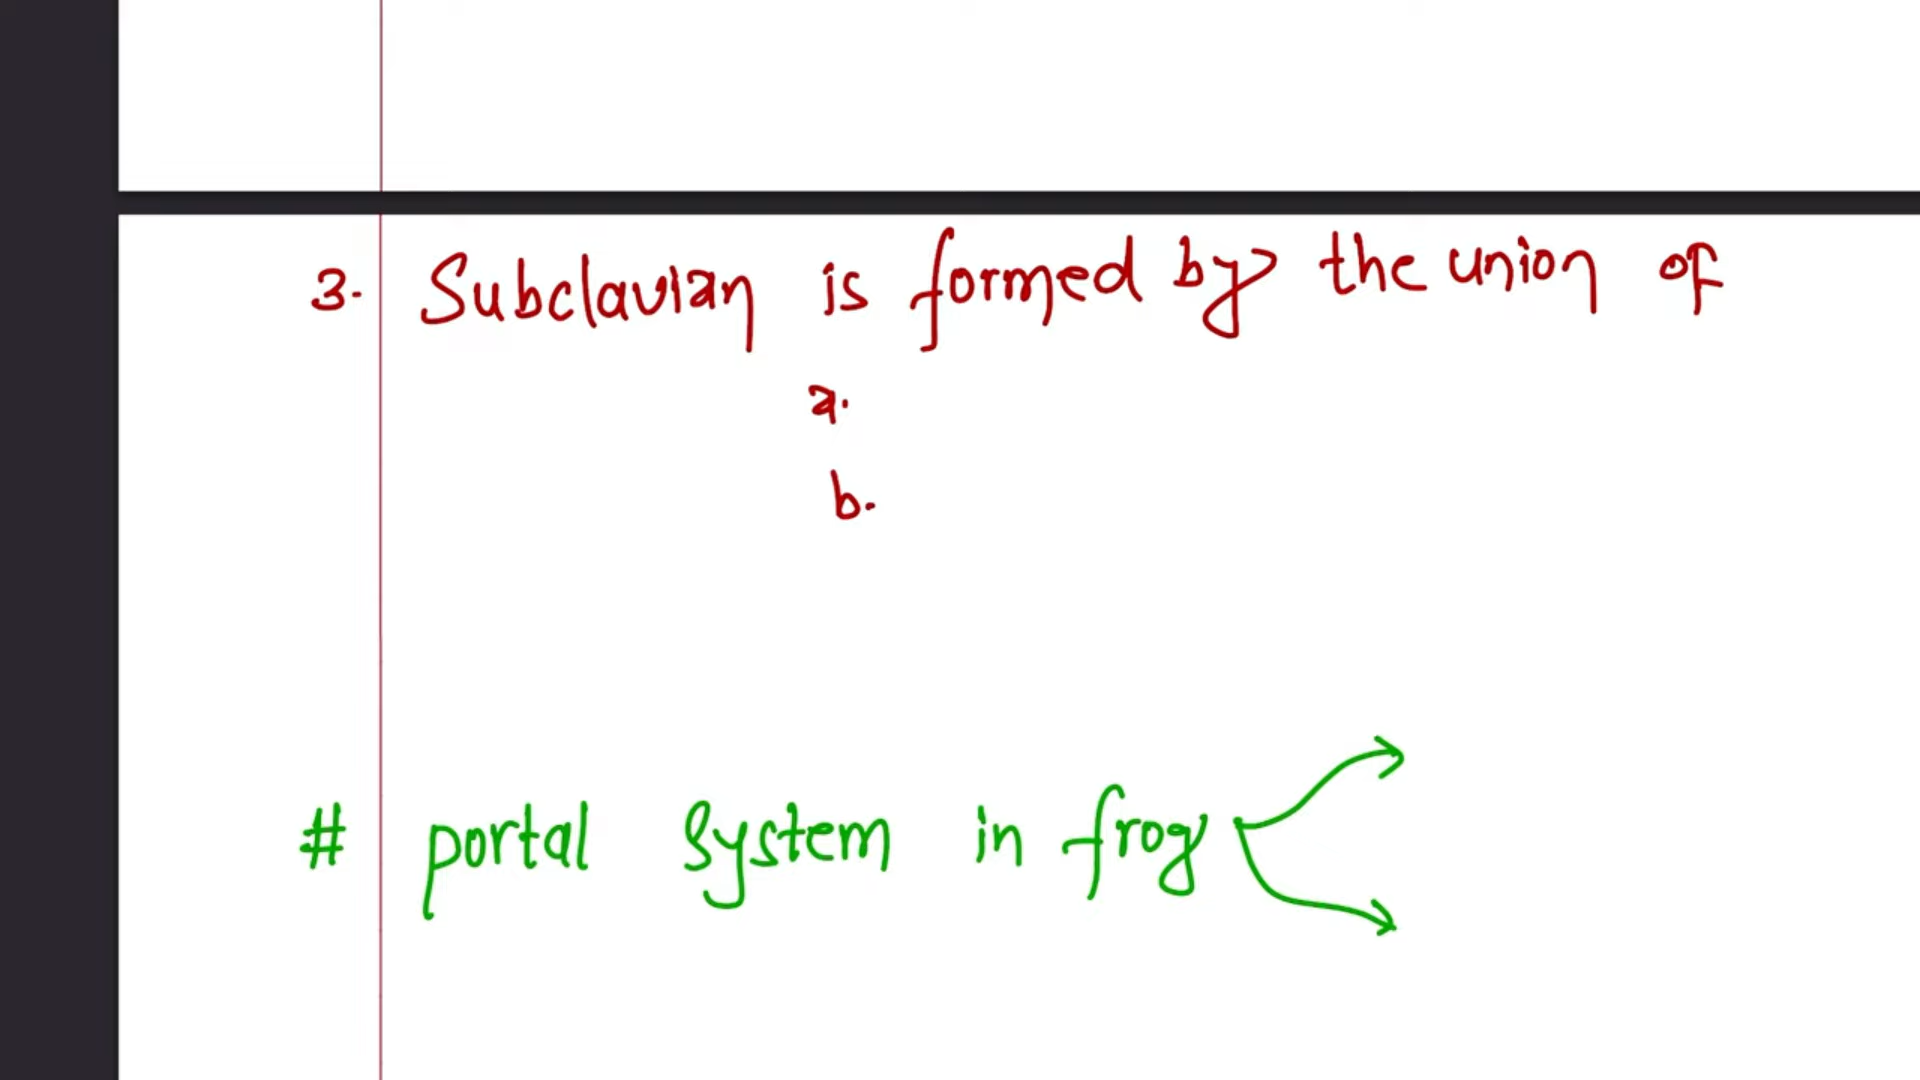 3. Subclavian is formed by the union of
a.
b.
# portal system in frog